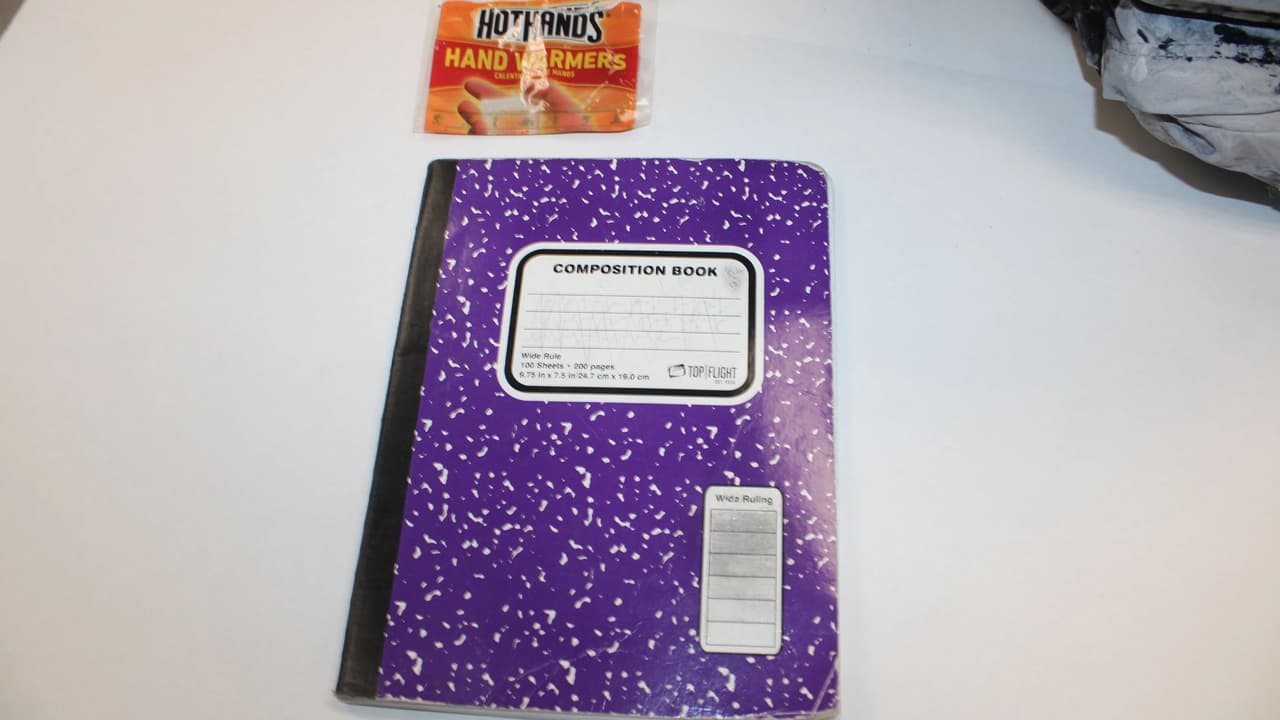 HOTHANDS
HAND WARMERS
COMPOSITION BOOK
Wide Rule
100 Sheets • 200 pages
9.75 in x 7.5 in/24.7 cm x 19.0 cm
TOP|FLIGHT
Wide Ruling